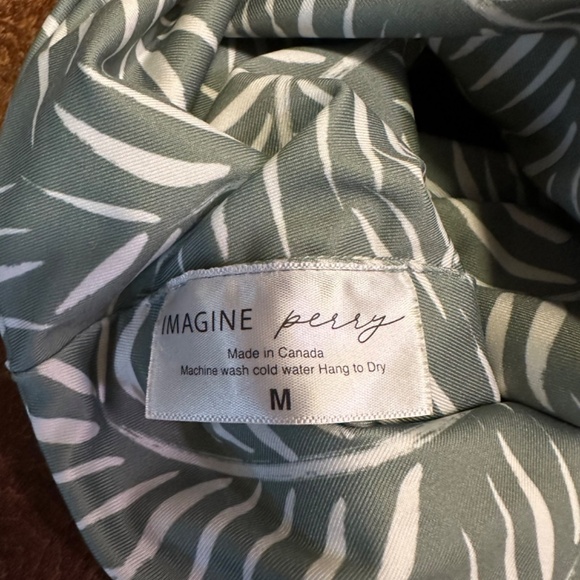 IMAGINE perry
Made in Canada
Machine wash cold water Hang to Dry
M